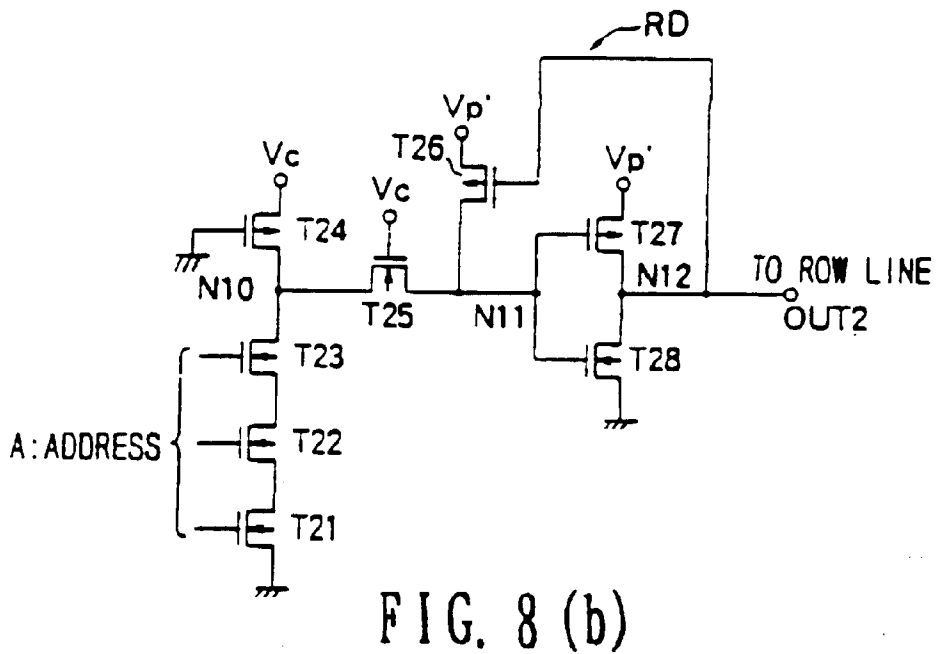 RD
Vp'
T26
Vc
Vc
Vp'
T24
T27
N10
T25
N11
N12
TO ROW LINE
OUT2
T23
T28
A:ADDRESS
T22
T21
FIG. 8 (b)